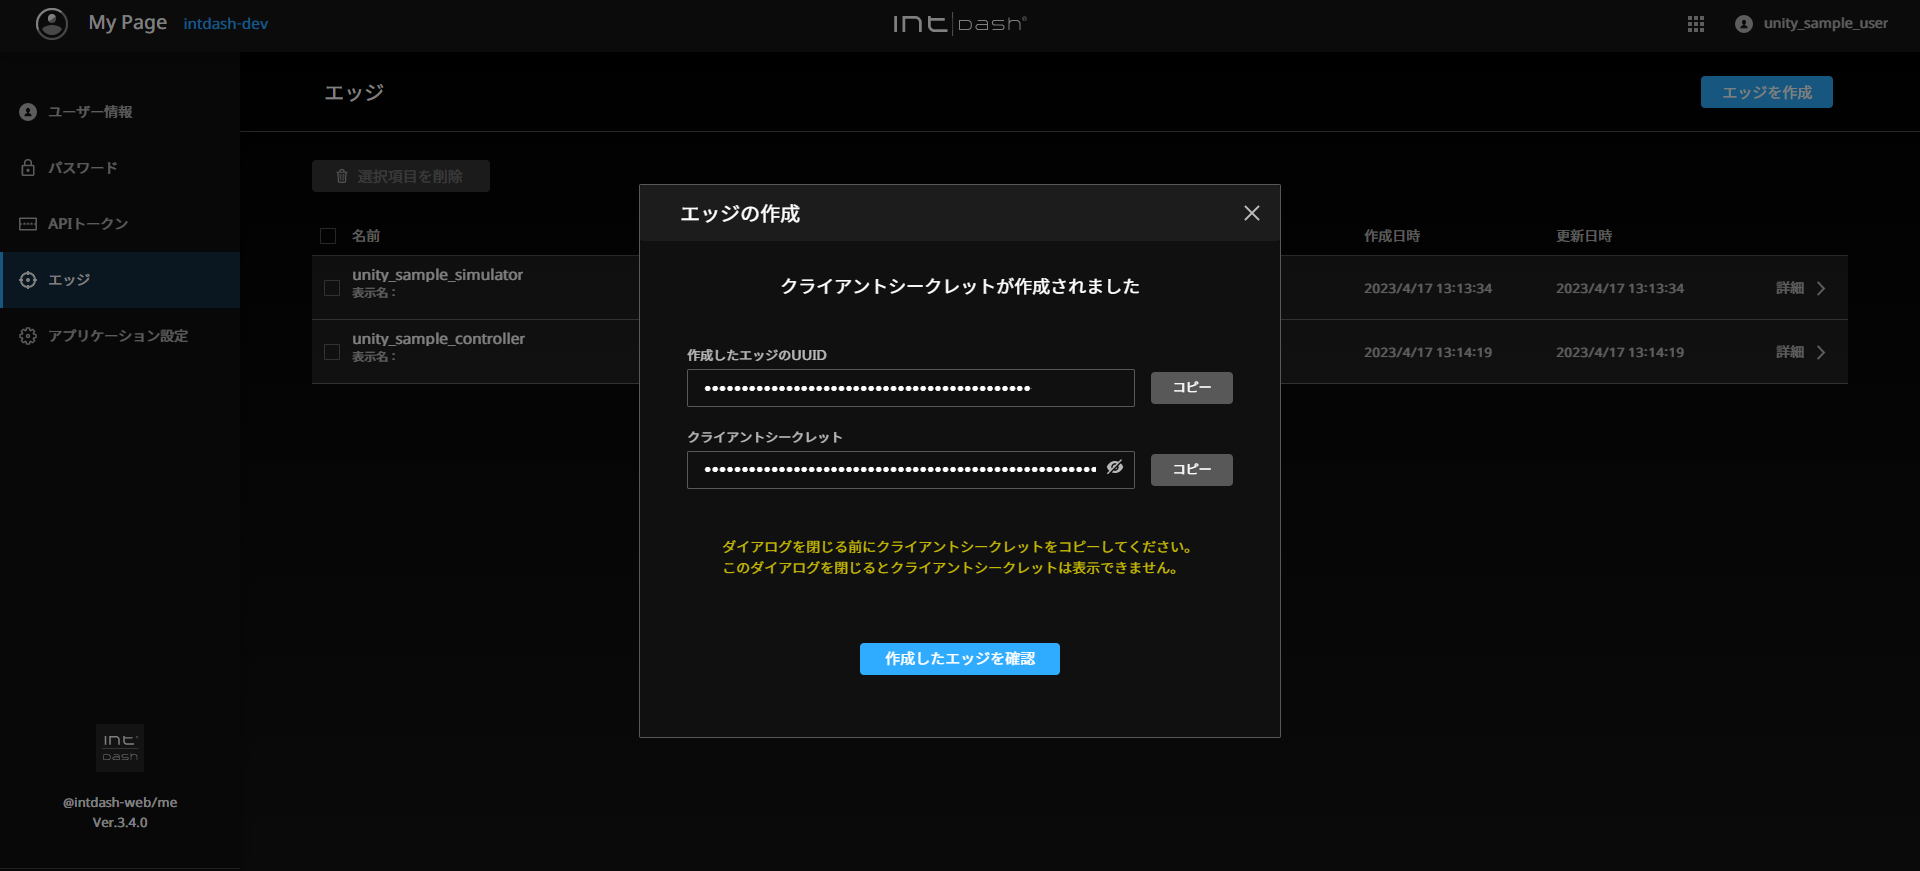 My Page intdash-dev
int DASH®
unity_sample_user
ユーザー情報
パスワード
APIトークン
エッジ
アプリケーション設定
int DASH
@intdash-web/me
Ver.3.4.0
エッジ
エッジを作成
選択項目を削除
名前 作成日時 更新日時
unity_sample_simulator
表示名：
2023/4/17 13:13:34 2023/4/17 13:13:34 詳細
unity_sample_controller
表示名：
2023/4/17 13:14:19 2023/4/17 13:14:19 詳細
エッジの作成
クライアントシークレットが作成されました
作成したエッジのUUID
コピー
クライアントシークレット
コピー
ダイアログを閉じる前にクライアントシークレットをコピーしてください。
このダイアログを閉じるとクライアントシークレットは表示できません。
作成したエッジを確認